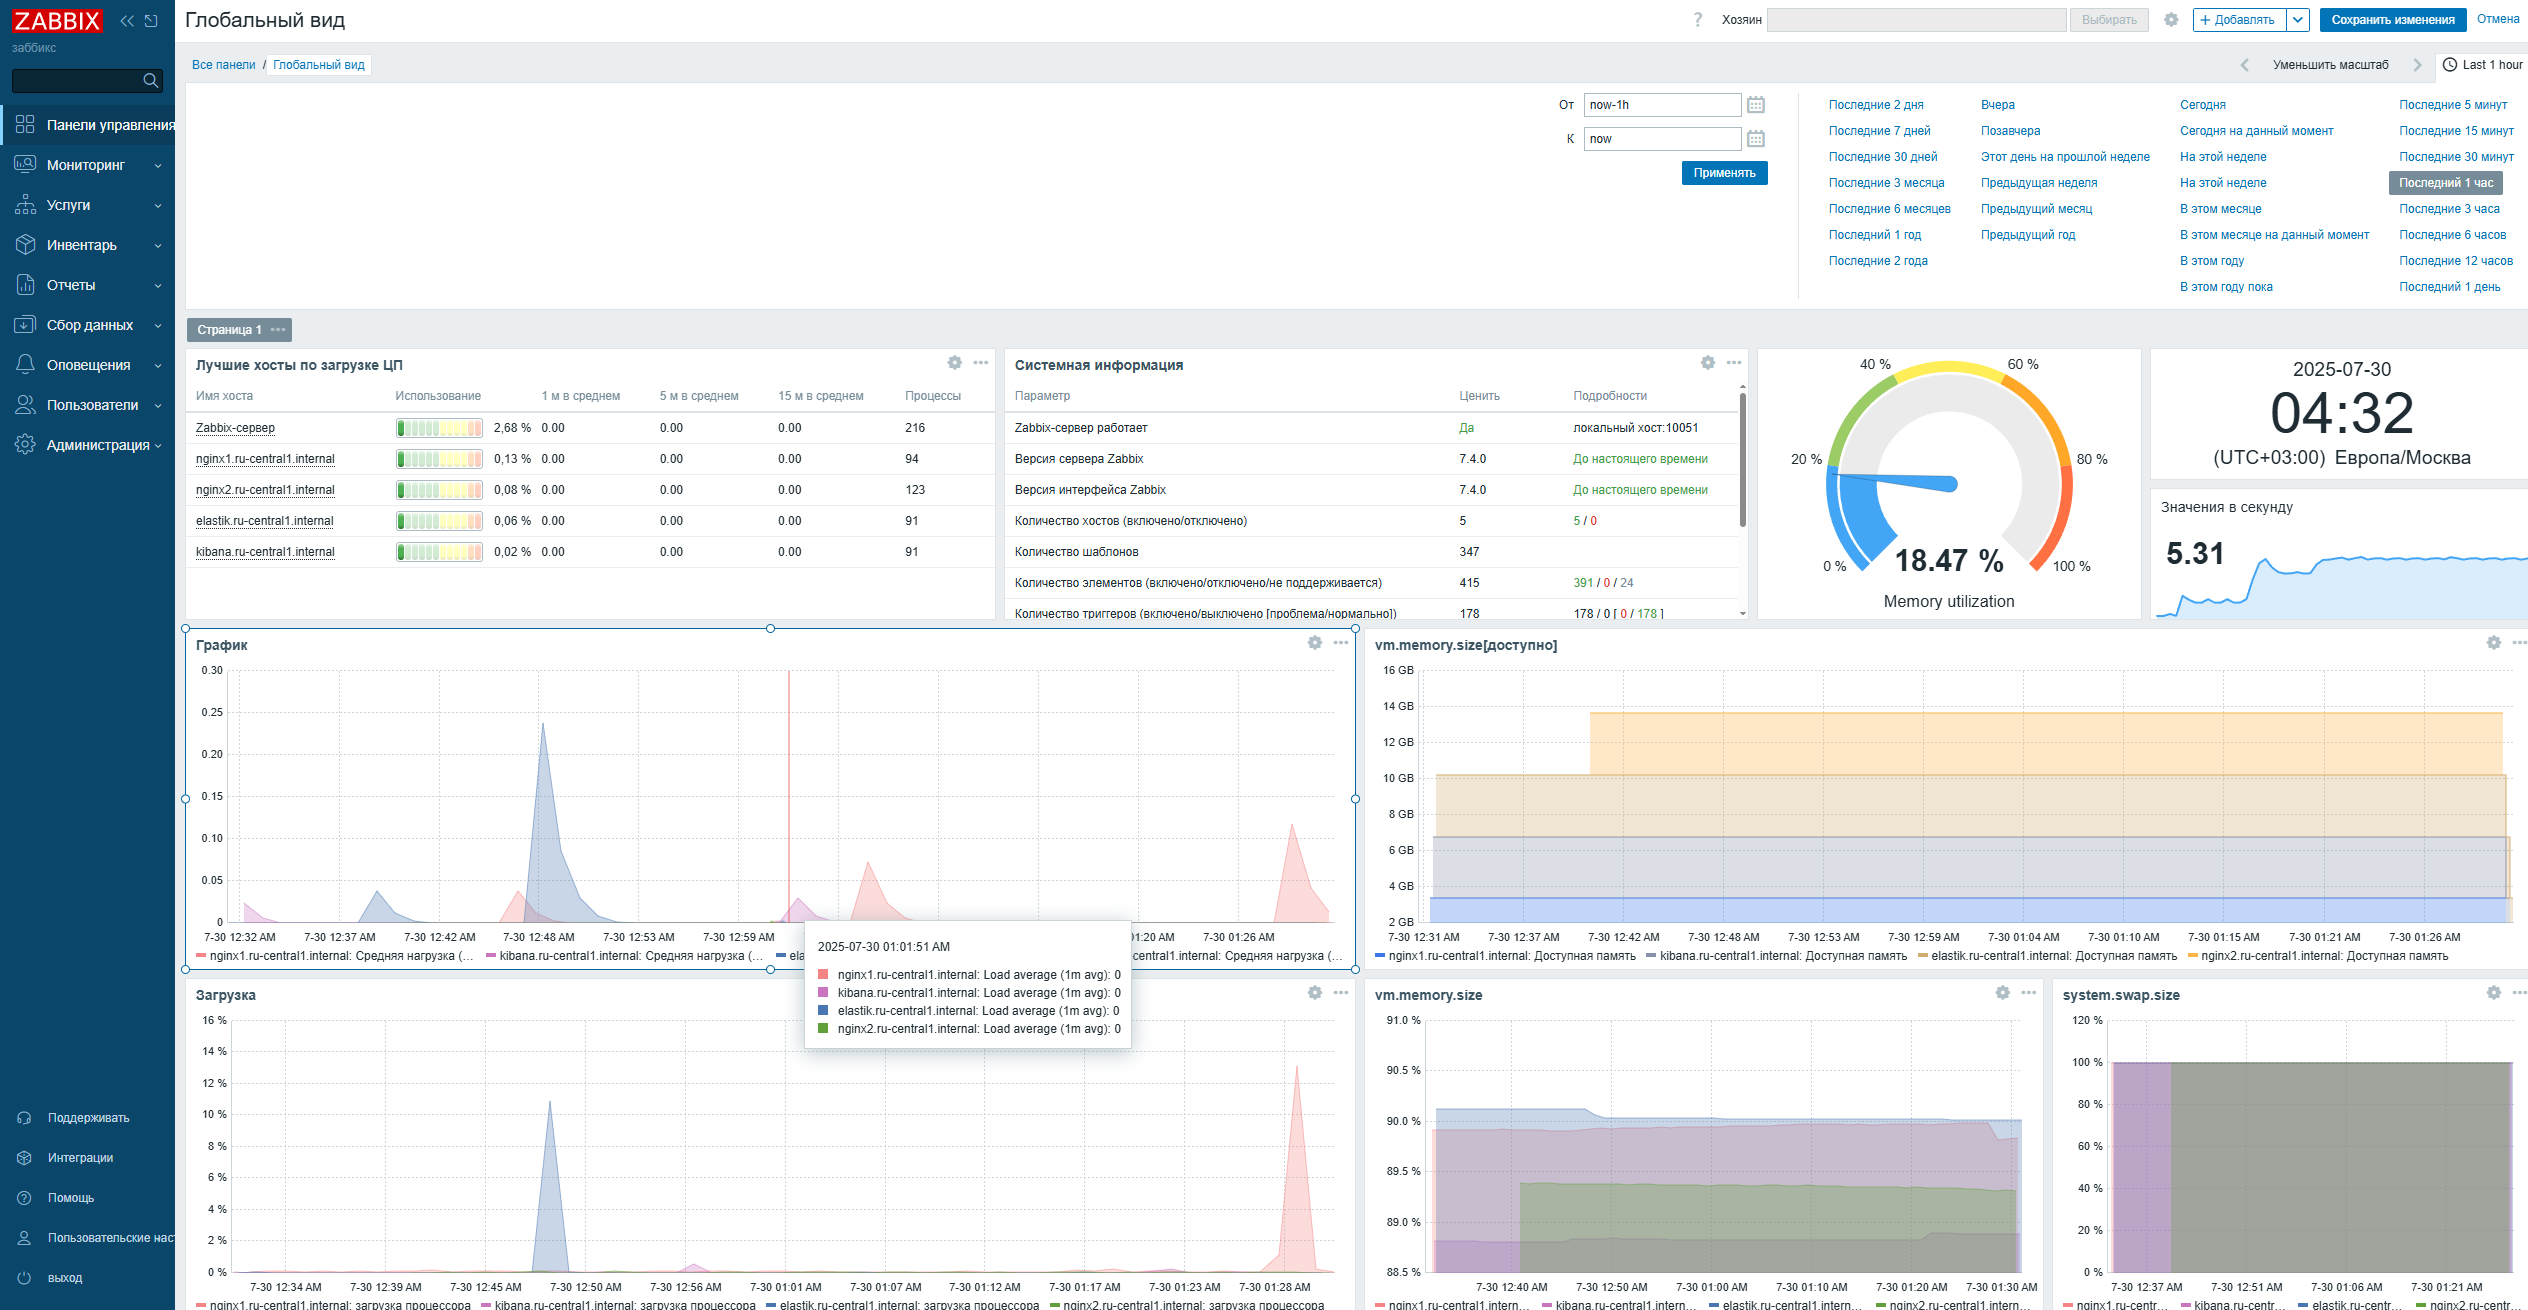 ZABBIX
заббикс
Панели управления
Мониторинг
Услуги
Инвентарь
Отчеты
Сбор данных
Оповещения
Пользователи
Администрация
Поддерживать
Интеграции
Помощь
Пользовательские наст
выход
Глобальный вид
? Хозяин Выбирать + Добавлять Сохранить изменения Отмена
Все панели / Глобальный вид
Уменьшить масштаб Last 1 hour
От now-1h
К now
Применять
Последние 2 дня Вчера Сегодня Последние 5 минут
Последние 7 дней Позавчера Сегодня на данный момент Последние 15 минут
Последние 30 дней Этот день на прошлой неделе На этой неделе Последние 30 минут
Последние 3 месяца Предыдущая неделя На этой неделе Последний 1 час
Последние 6 месяцев Предыдущий месяц В этом месяце Последние 3 часа
Последний 1 год Предыдущий год В этом месяце на данный момент Последние 6 часов
Последние 2 года В этом году Последние 12 часов
В этом году пока Последний 1 день
Страница 1
Лучшие хосты по загрузке ЦП
Имя хоста Использование 1 м в среднем 5 м в среднем 15 м в среднем Процессы
Zabbix-сервер 2,68 % 0.00 0.00 0.00 216
nginx1.ru-central1.internal 0,13 % 0.00 0.00 0.00 94
nginx2.ru-central1.internal 0,08 % 0.00 0.00 0.00 123
elastik.ru-central1.internal 0,06 % 0.00 0.00 0.00 91
kibana.ru-central1.internal 0,02 % 0.00 0.00 0.00 91
Системная информация
Параметр Ценить Подробности
Zabbix-сервер работает Да локальный хост:10051
Версия сервера Zabbix 7.4.0 До настоящего времени
Версия интерфейса Zabbix 7.4.0 До настоящего времени
Количество хостов (включено/отключено) 5 5 / 0
Количество шаблонов 347
Количество элементов (включено/отключено/не поддерживается) 415 391 / 0 / 24
Количество триггеров (включено/выключено [проблема/нормально]) 178 178 / 0 [ 0 / 178 ]
40 % 60 %
20 % 80 %
0 % 18.47 % 100 %
Memory utilization
2025-07-30
04:32
(UTC+03:00) Европа/Москва
Значения в секунду
5.31
График
0.30
0.25
0.20
0.15
0.10
0.05
0
7-30 12:32 AM 7-30 12:37 AM 7-30 12:42 AM 7-30 12:48 AM 7-30 12:53 AM 7-30 12:59 AM 01:20 AM 7-30 01:26 AM
nginx1.ru-central1.internal: Средняя нагрузка (... kibana.ru-central1.internal: Средняя нагрузка (... ela central1.internal: Средняя нагрузка (...
2025-07-30 01:01:51 AM
nginx1.ru-central1.internal: Load average (1m avg): 0
kibana.ru-central1.internal: Load average (1m avg): 0
elastik.ru-central1.internal: Load average (1m avg): 0
nginx2.ru-central1.internal: Load average (1m avg): 0
vm.memory.size[доступно]
16 GB
14 GB
12 GB
10 GB
8 GB
6 GB
4 GB
2 GB
7-30 12:31 AM 7-30 12:37 AM 7-30 12:42 AM 7-30 12:48 AM 7-30 12:53 AM 7-30 12:59 AM 7-30 01:04 AM 7-30 01:10 AM 7-30 01:15 AM 7-30 01:21 AM 7-30 01:26 AM
nginx1.ru-central1.internal: Доступная память kibana.ru-central1.internal: Доступная память elastik.ru-central1.internal: Доступная память nginx2.ru-central1.internal: Доступная память
Загрузка
16 %
14 %
12 %
10 %
8 %
6 %
4 %
2 %
0 %
7-30 12:34 AM 7-30 12:39 AM 7-30 12:45 AM 7-30 12:50 AM 7-30 12:56 AM 7-30 01:01 AM 7-30 01:07 AM 7-30 01:12 AM 7-30 01:17 AM 7-30 01:23 AM 7-30 01:28 AM
nginx1.ru-central1.internal: загрузка процессора kibana.ru-central1.internal: загрузка процессора elastik.ru-central1.internal: загрузка процессора nginx2.ru-central1.internal: загрузка процессора
vm.memory.size
91.0 %
90.5 %
90.0 %
89.5 %
89.0 %
88.5 %
7-30 12:40 AM 7-30 12:50 AM 7-30 01:00 AM 7-30 01:10 AM 7-30 01:20 AM 7-30 01:30 AM
nginx1.ru-central1.intern... kibana.ru-central1.intern... elastik.ru-central1.intern... nginx2.ru-central1.intern...
system.swap.size
120 %
100 %
80 %
60 %
40 %
20 %
0 %
7-30 12:37 AM 7-30 12:51 AM 7-30 01:06 AM 7-30 01:21 AM
nginx1.ru-centr... kibana.ru-centr... elastik.ru-centr... nginx2.ru-centr...